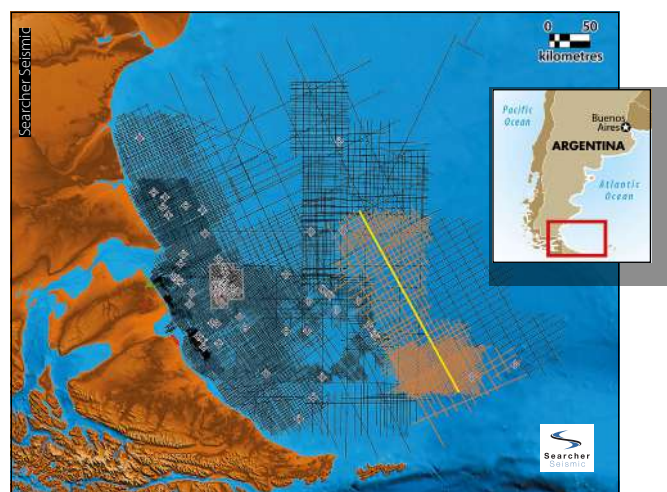 Searcher Seismic
0 50
kilometres
Pacific
Ocean
Buenos
Aires
ARGENTINA
Atlantic
Ocean
Searcher
Seismic